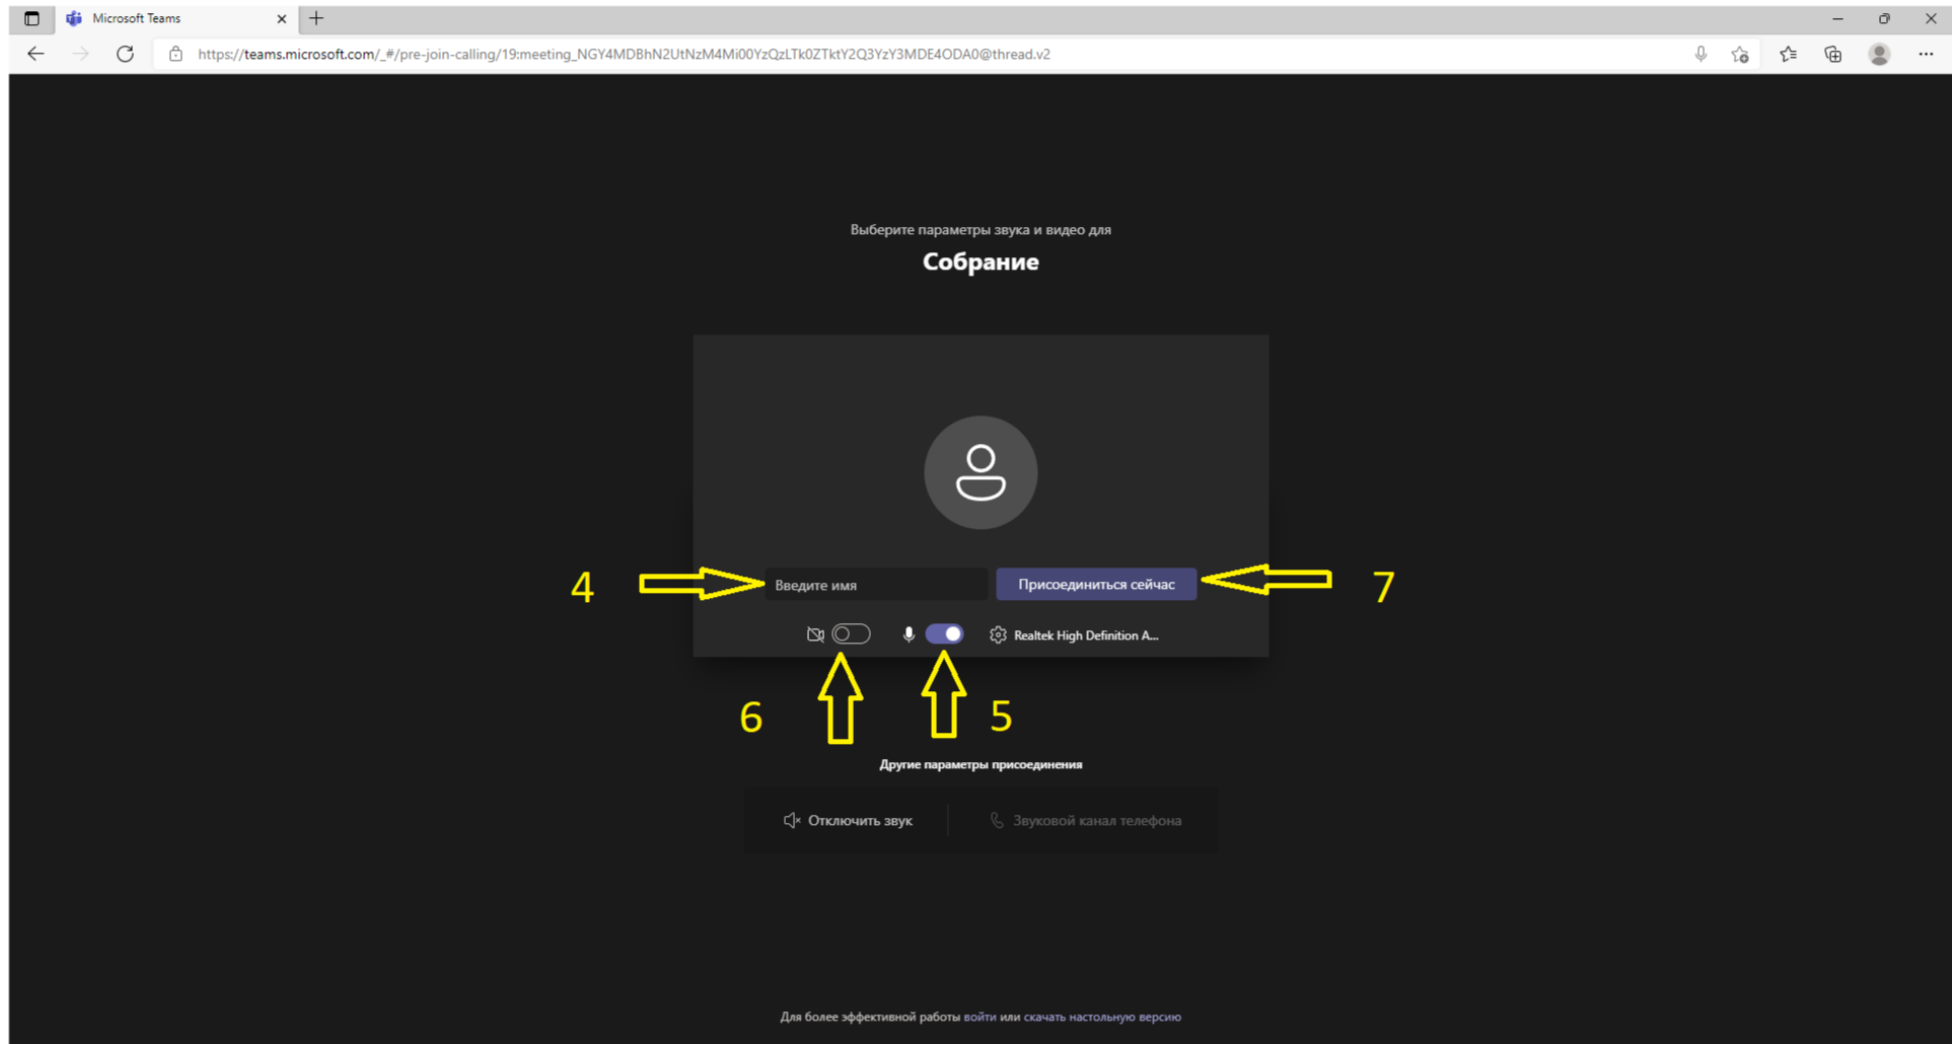 Microsoft Teams
https://teams.microsoft.com/_#/pre-join-calling/19:meeting_NGY4MDBhN2UtNzM4Mi00YzQzLTk0ZTktY2Q3YzY3MDE4ODA0@thread.v2
Выберите параметры звука и видео для
Собрание
4 Введите имя Присоединиться сейчас 7
Realtek High Definition A...
6 5
Другие параметры присоединения
Отключить звук Звуковой канал телефона
Для более эффективной работы войти или скачать настольную версию